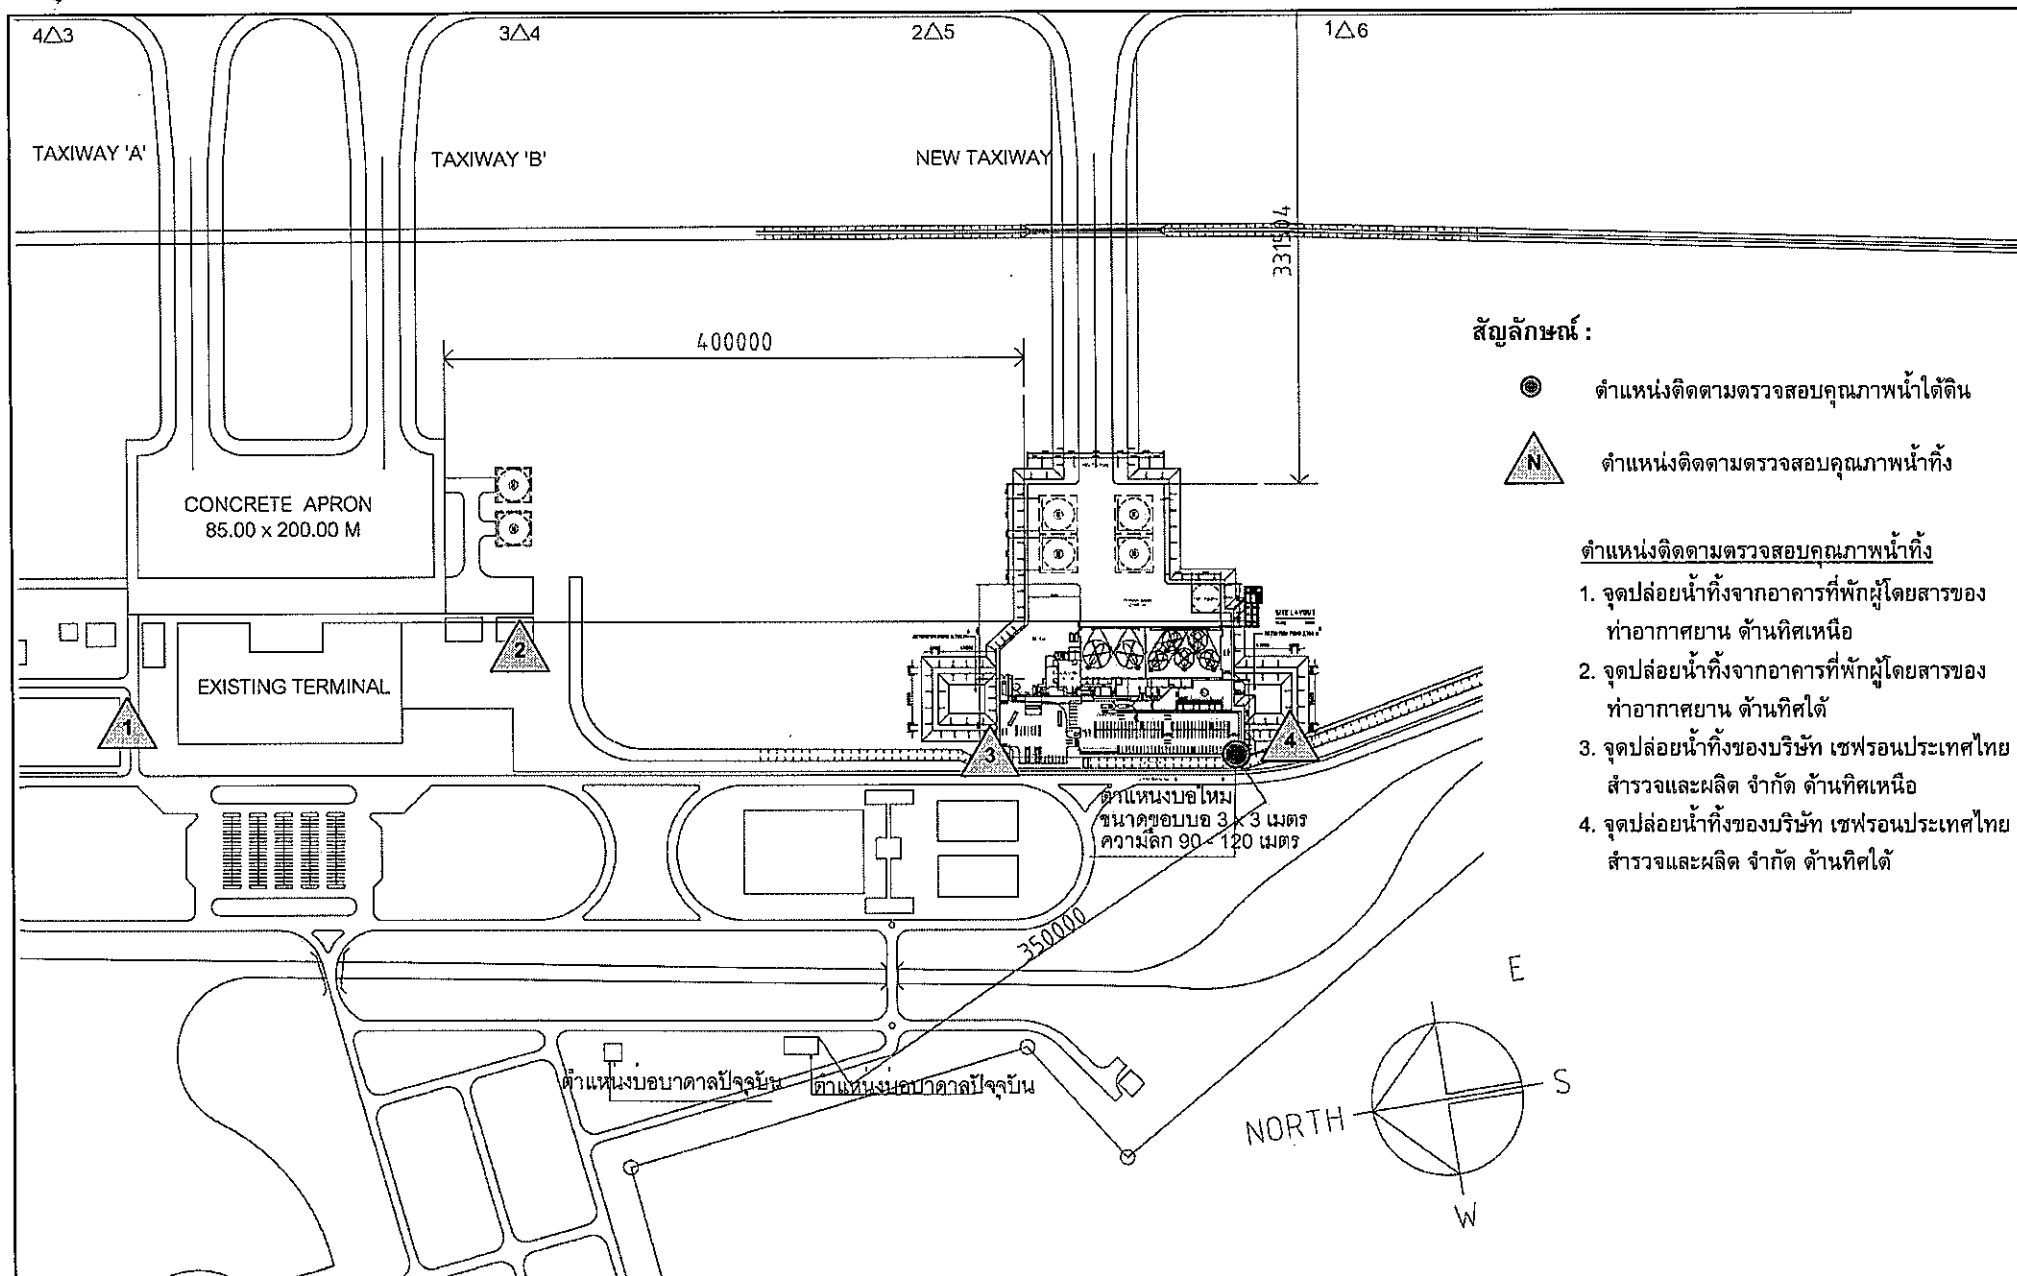 4△3
3△4
2△5
1△6
TAXIWAY 'A'
TAXIWAY 'B'
NEW TAXIWAY
331504
400000
สัญลักษณ์ :
ตำแหน่งติดตามตรวจสอบคุณภาพน้ำใต้ดิน
N
ตำแหน่งติดตามตรวจสอบคุณภาพน้ำทิ้ง
CONCRETE APRON
85.00 x 200.00 M
ตำแหน่งติดตามตรวจสอบคุณภาพน้ำทิ้ง
1. จุดปล่อยน้ำทิ้งจากอาคารที่พักผู้โดยสารของ
ท่าอากาศยาน ด้านทิศเหนือ
2. จุดปล่อยน้ำทิ้งจากอาคารที่พักผู้โดยสารของ
ท่าอากาศยาน ด้านทิศใต้
3. จุดปล่อยน้ำทิ้งของบริษัท เชฟรอนประเทศไทย
สำรวจและผลิต จำกัด ด้านทิศเหนือ
4. จุดปล่อยน้ำทิ้งของบริษัท เชฟรอนประเทศไทย
สำรวจและผลิต จำกัด ด้านทิศใต้
SITE LAYOUT
2
EXISTING TERMINAL
1
3
4
ตำแหน่งบ่อใหม่
ขนาดขอบบ่อ 3 x 3 เมตร
ความลึก 90 - 120 เมตร
350000
ตำแหน่งบ่อบาดาลปัจจุบัน
ตำแหน่งบ่อบาดาลปัจจุบัน
E
S
NORTH
W